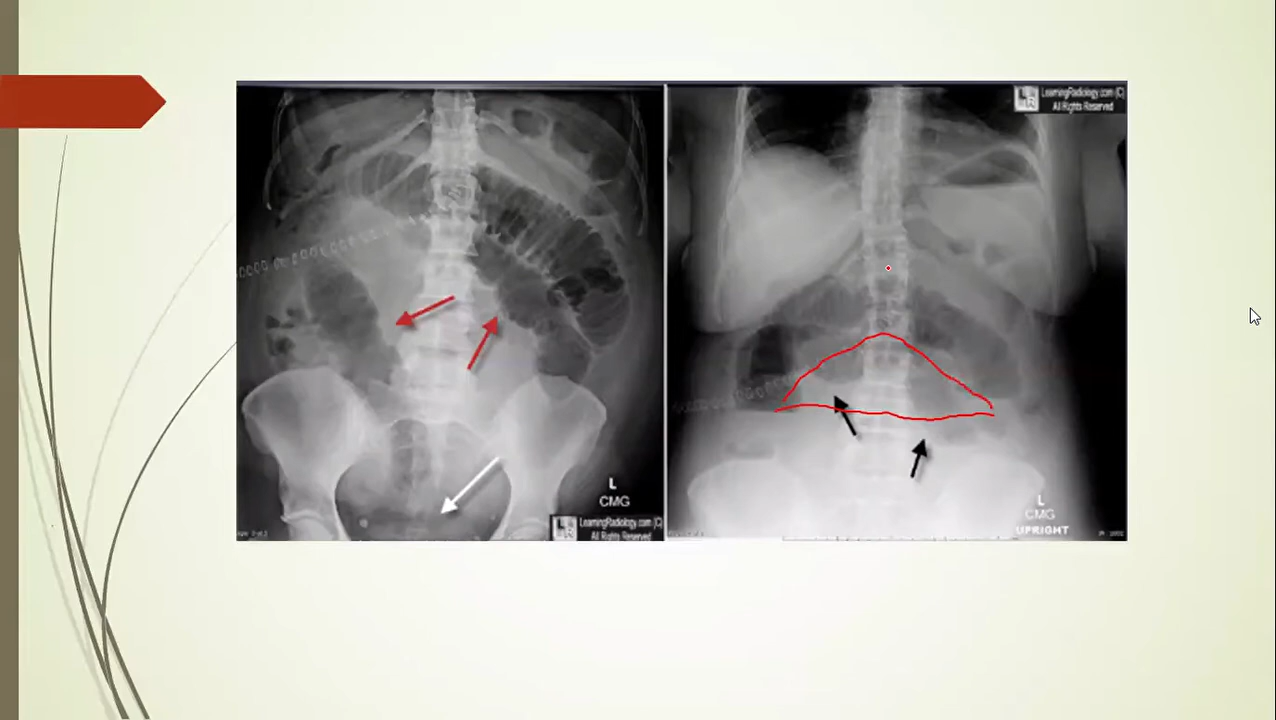 LearningRadiology.com (C)
All Rights Reserved
L
CMG
LearningRadiology.com (C)
All Rights Reserved
L
CMG
UPRIGHT